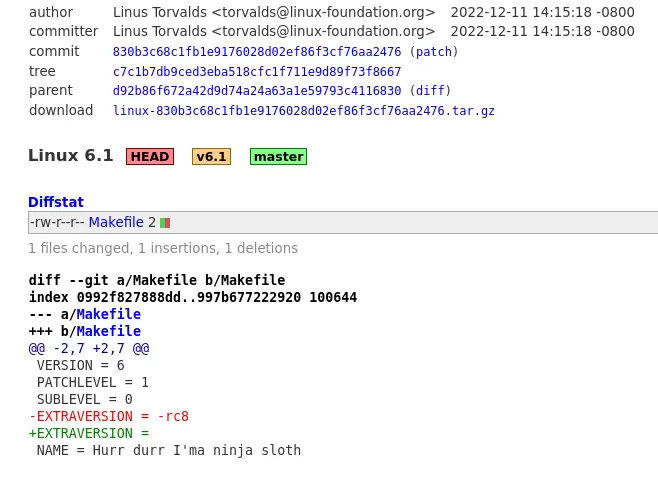 author Linus Torvalds <torvalds@linux-foundation.org> 2022-12-11 14:15:18 -0800
committer Linus Torvalds <torvalds@linux-foundation.org> 2022-12-11 14:15:18 -0800
commit 830b3c68c1fb1e9176028d02ef86f3cf76aa2476 (patch)
tree c7c1b7db9ced3eba518cfc1f711e9d89f73f8667
parent d92b86f672a42d9d74a24a63a1e59793c4116830 (diff)
download linux-830b3c68c1fb1e9176028d02ef86f3cf76aa2476.tar.gz
Linux 6.1 HEAD v6.1 master
Diffstat
-rw-r--r-- Makefile 2
1 files changed, 1 insertions, 1 deletions
diff --git a/Makefile b/Makefile
index 0992f827888dd..997b677222920 100644
--- a/Makefile
+++ b/Makefile
@@ -2,7 +2,7 @@
VERSION = 6
PATCHLEVEL = 1
SUBLEVEL = 0
-EXTRAVERSION = -rc8
+EXTRAVERSION =
NAME = Hurr durr I'ma ninja sloth